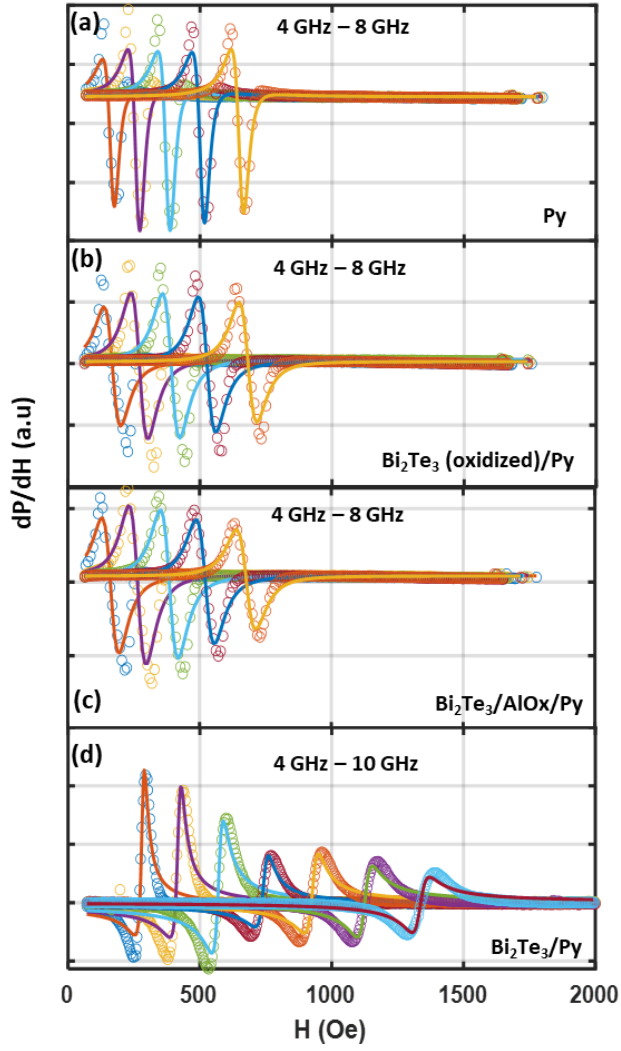 (a)
4 GHz – 8 GHz
Py
(b)
4 GHz – 8 GHz
Bi₂Te₃ (oxidized)/Py
4 GHz – 8 GHz
(c)
Bi₂Te₃/AlOx/Py
(d)
4 GHz – 10 GHz
Bi₂Te₃/Py
dP/dH (a.u)
0 500 1000 1500 2000
H (Oe)